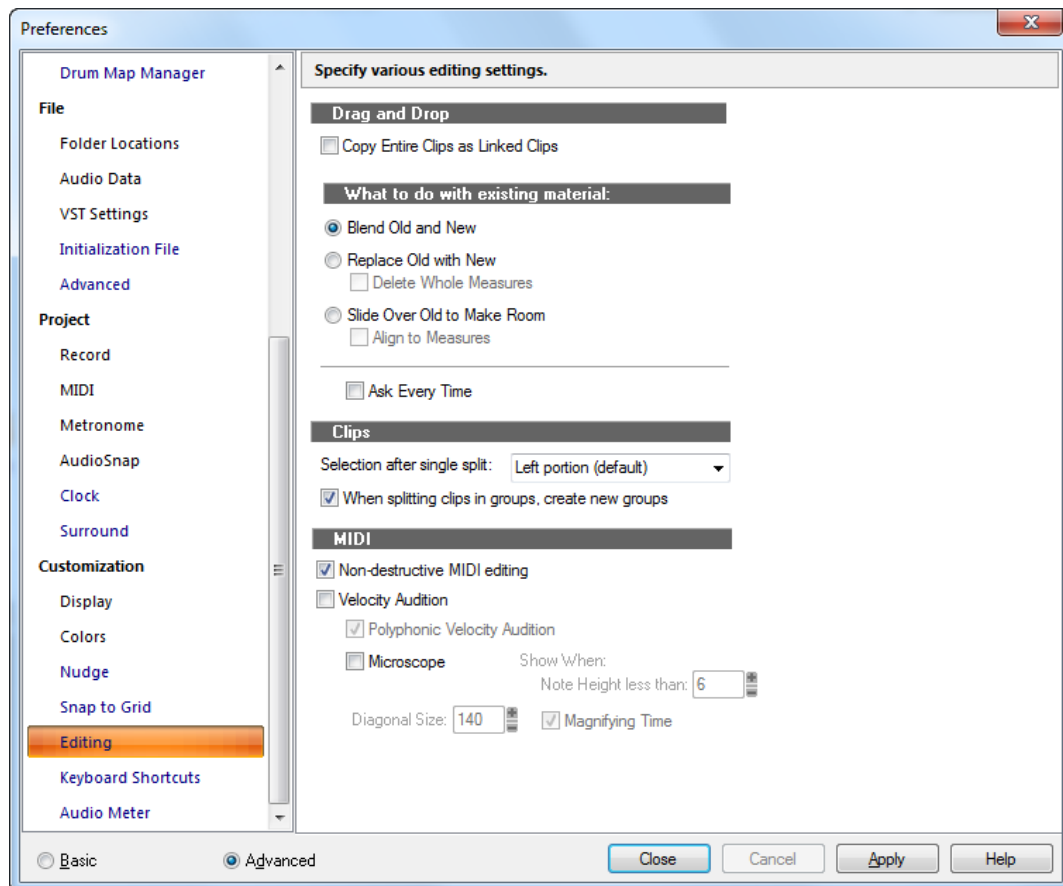 Preferences
Drum Map Manager
File
Folder Locations
Audio Data
VST Settings
Initialization File
Advanced
Project
Record
MIDI
Metronome
AudioSnap
Clock
Surround
Customization
Display
Colors
Nudge
Snap to Grid
Editing
Keyboard Shortcuts
Audio Meter
Specify various editing settings.
Drag and Drop
Copy Entire Clips as Linked Clips
What to do with existing material:
Blend Old and New
Replace Old with New
Delete Whole Measures
Slide Over Old to Make Room
Align to Measures
Ask Every Time
Clips
Selection after single split: Left portion (default)
When splitting clips in groups, create new groups
MIDI
Non-destructive MIDI editing
Velocity Audition
Polyphonic Velocity Audition
Microscope Show When:
Note Height less than: 6
Diagonal Size: 140 Magnifying Time
Basic Advanced Close Cancel Apply Help